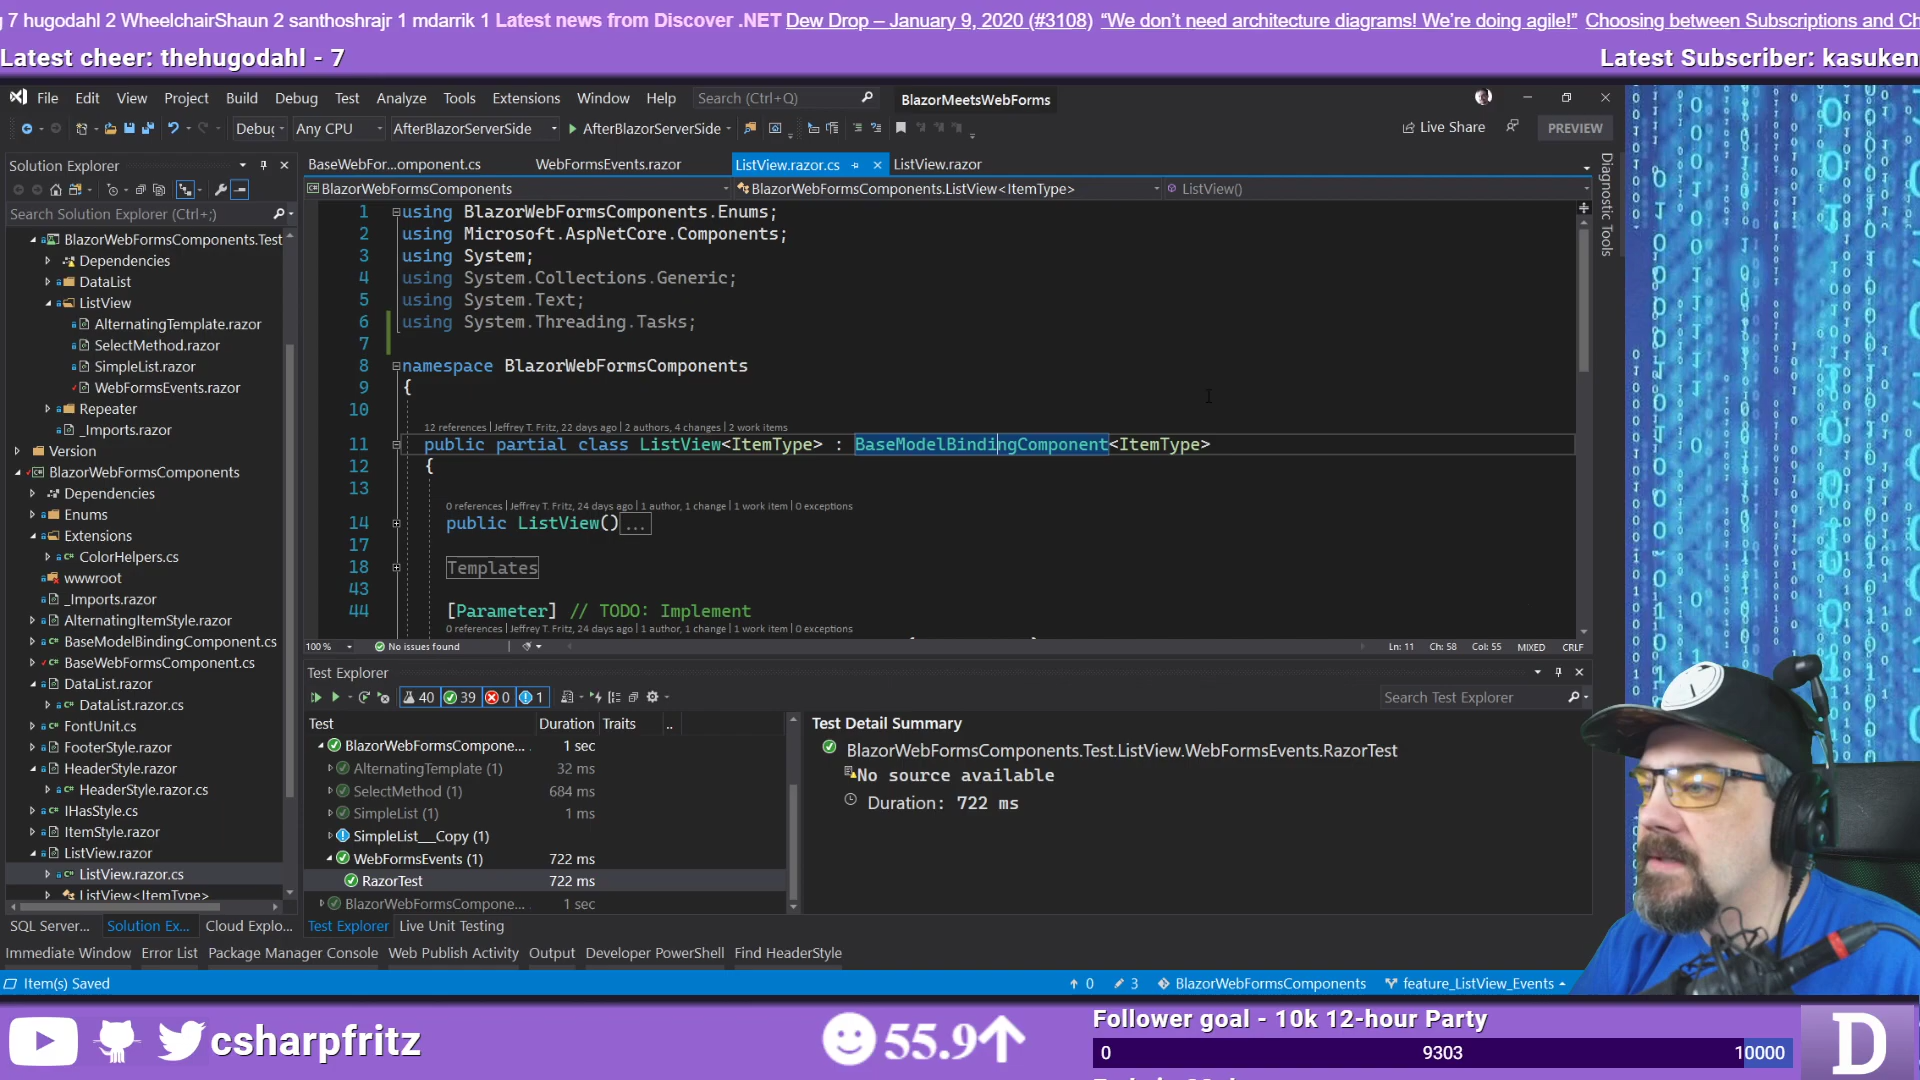 7 hugodahl 2 WheelchairShaun 2 santhoshrajr 1 mdarrik 1 Latest news from Discover .NET Dew Drop – January 9, 2020 (#3108) “We don’t need architecture diagrams! We’re doing agile!” Choosing between Subscriptions and Ch
Latest cheer: thehugodahl - 7
Latest Subscriber: kasuken
File Edit View Project Build Debug Test Analyze Tools Extensions Window Help Search (Ctrl+Q) BlazorMeetsWebForms
Debug Any CPU AfterBlazorServerSide AfterBlazorServerSide Live Share PREVIEW
Solution Explorer
Search Solution Explorer (Ctrl+;)
BlazorWebFormsComponents.Test
Dependencies
DataList
ListView
AlternatingTemplate.razor
SelectMethod.razor
SimpleList.razor
WebFormsEvents.razor
Repeater
_Imports.razor
Version
BlazorWebFormsComponents
Dependencies
Enums
Extensions
ColorHelpers.cs
wwwroot
_Imports.razor
AlternatingItemStyle.razor
BaseModelBindingComponent.cs
BaseWebFormsComponent.cs
DataList.razor
DataList.razor.cs
FontUnit.cs
FooterStyle.razor
HeaderStyle.razor
HeaderStyle.razor.cs
IHasStyle.cs
ItemStyle.razor
ListView.razor
ListView.razor.cs
ListView<ItemType>
SQL Server... Solution Ex... Cloud Explo...
BaseWebFor...omponent.cs WebFormsEvents.razor ListView.razor.cs ListView.razor
BlazorWebFormsComponents BlazorWebFormsComponents.ListView<ItemType> ListView()
Diagnostic Tools
1 using BlazorWebFormsComponents.Enums;
2 using Microsoft.AspNetCore.Components;
3 using System;
4 using System.Collections.Generic;
5 using System.Text;
6 using System.Threading.Tasks;
7
8 namespace BlazorWebFormsComponents
9 {
10
12 references | Jeffrey T. Fritz, 22 days ago | 2 authors, 4 changes | 2 work items
11 public partial class ListView<ItemType> : BaseModelBindingComponent<ItemType>
12 {
13
0 references | Jeffrey T. Fritz, 24 days ago | 1 author, 1 change | 1 work item | 0 exceptions
14 public ListView()...
17
18 Templates
43
44 [Parameter] // TODO: Implement
0 references | Jeffrey T. Fritz, 24 days ago | 1 author, 1 change | 1 work item | 0 exceptions
100 % No issues found Ln: 11 Ch: 58 Col: 55 MIXED CRLF
Test Explorer
40 39 0 1 Search Test Explorer
Test Duration Traits ..
BlazorWebFormsCompone... 1 sec
AlternatingTemplate (1) 32 ms
SelectMethod (1) 684 ms
SimpleList (1) 1 ms
SimpleList__Copy (1)
WebFormsEvents (1) 722 ms
RazorTest 722 ms
BlazorWebFormsCompone... 1 sec
Test Detail Summary
BlazorWebFormsComponents.Test.ListView.WebFormsEvents.RazorTest
No source available
Duration: 722 ms
Test Explorer Live Unit Testing
Immediate Window Error List Package Manager Console Web Publish Activity Output Developer PowerShell Find HeaderStyle
Item(s) Saved 0 3 BlazorWebFormsComponents feature_ListView_Events
csharpfritz
55.9
Follower goal - 10k 12-hour Party
0 9303 10000
D